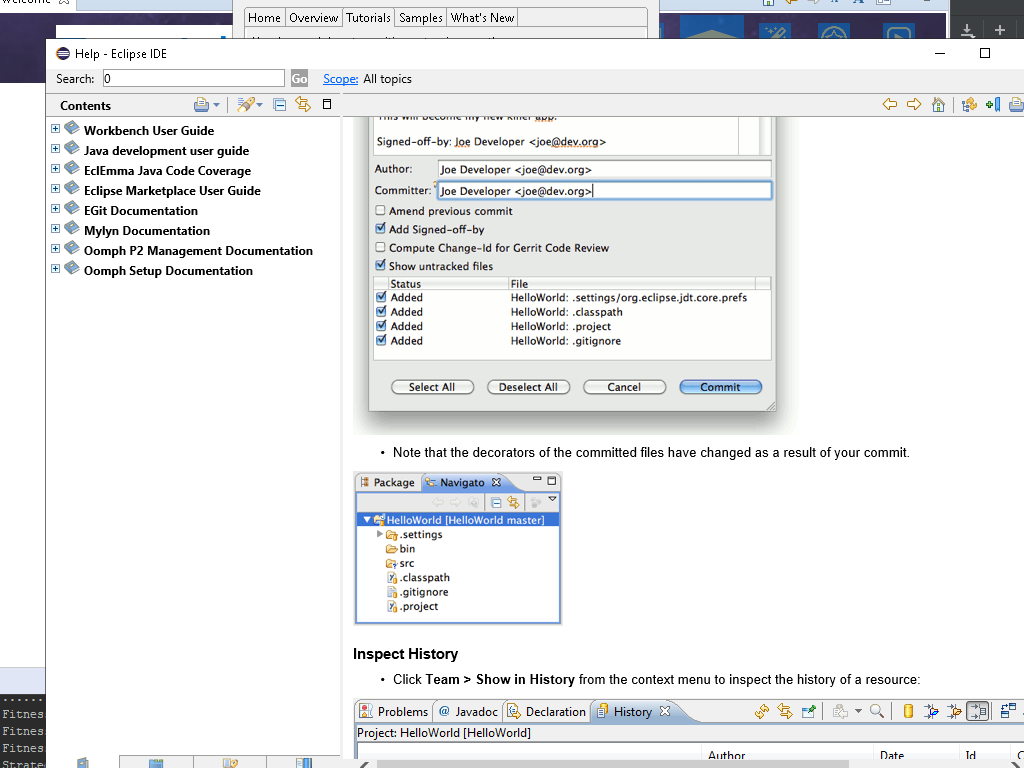 Welcome
Home Overview Tutorials Samples What's New
Help - Eclipse IDE
Search: 0 Go Scope: All topics
Contents
Workbench User Guide
Java development user guide
EclEmma Java Code Coverage
Eclipse Marketplace User Guide
EGit Documentation
Mylyn Documentation
Oomph P2 Management Documentation
Oomph Setup Documentation
This will become my new killer app.
Signed-off-by: Joe Developer <joe@dev.org>
Author: Joe Developer <joe@dev.org>
Committer: Joe Developer <joe@dev.org>
Amend previous commit
Add Signed-off-by
Compute Change-Id for Gerrit Code Review
Show untracked files
Status File
Added HelloWorld: .settings/org.eclipse.jdt.core.prefs
Added HelloWorld: .classpath
Added HelloWorld: .project
Added HelloWorld: .gitignore
Select All Deselect All Cancel Commit
• Note that the decorators of the committed files have changed as a result of your commit.
Package Navigato
HelloWorld [HelloWorld master]
.settings
bin
src
.classpath
.gitignore
.project
Inspect History
• Click Team > Show in History from the context menu to inspect the history of a resource:
Problems @ Javadoc Declaration History
Project: HelloWorld [HelloWorld]
Author Date Id C
Fitnes
Fitnes
Fitnes
Strate